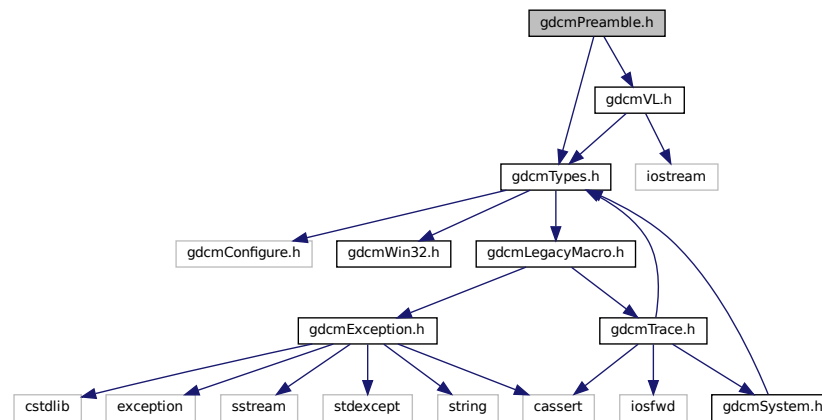 gdcmPreamble.h
gdcmVL.h
gdcmTypes.h
iostream
gdcmConfigure.h
gdcmWin32.h
gdcmLegacyMacro.h
gdcmException.h
gdcmTrace.h
cstdlib
exception
sstream
stdexcept
string
cassert
iosfwd
gdcmSystem.h